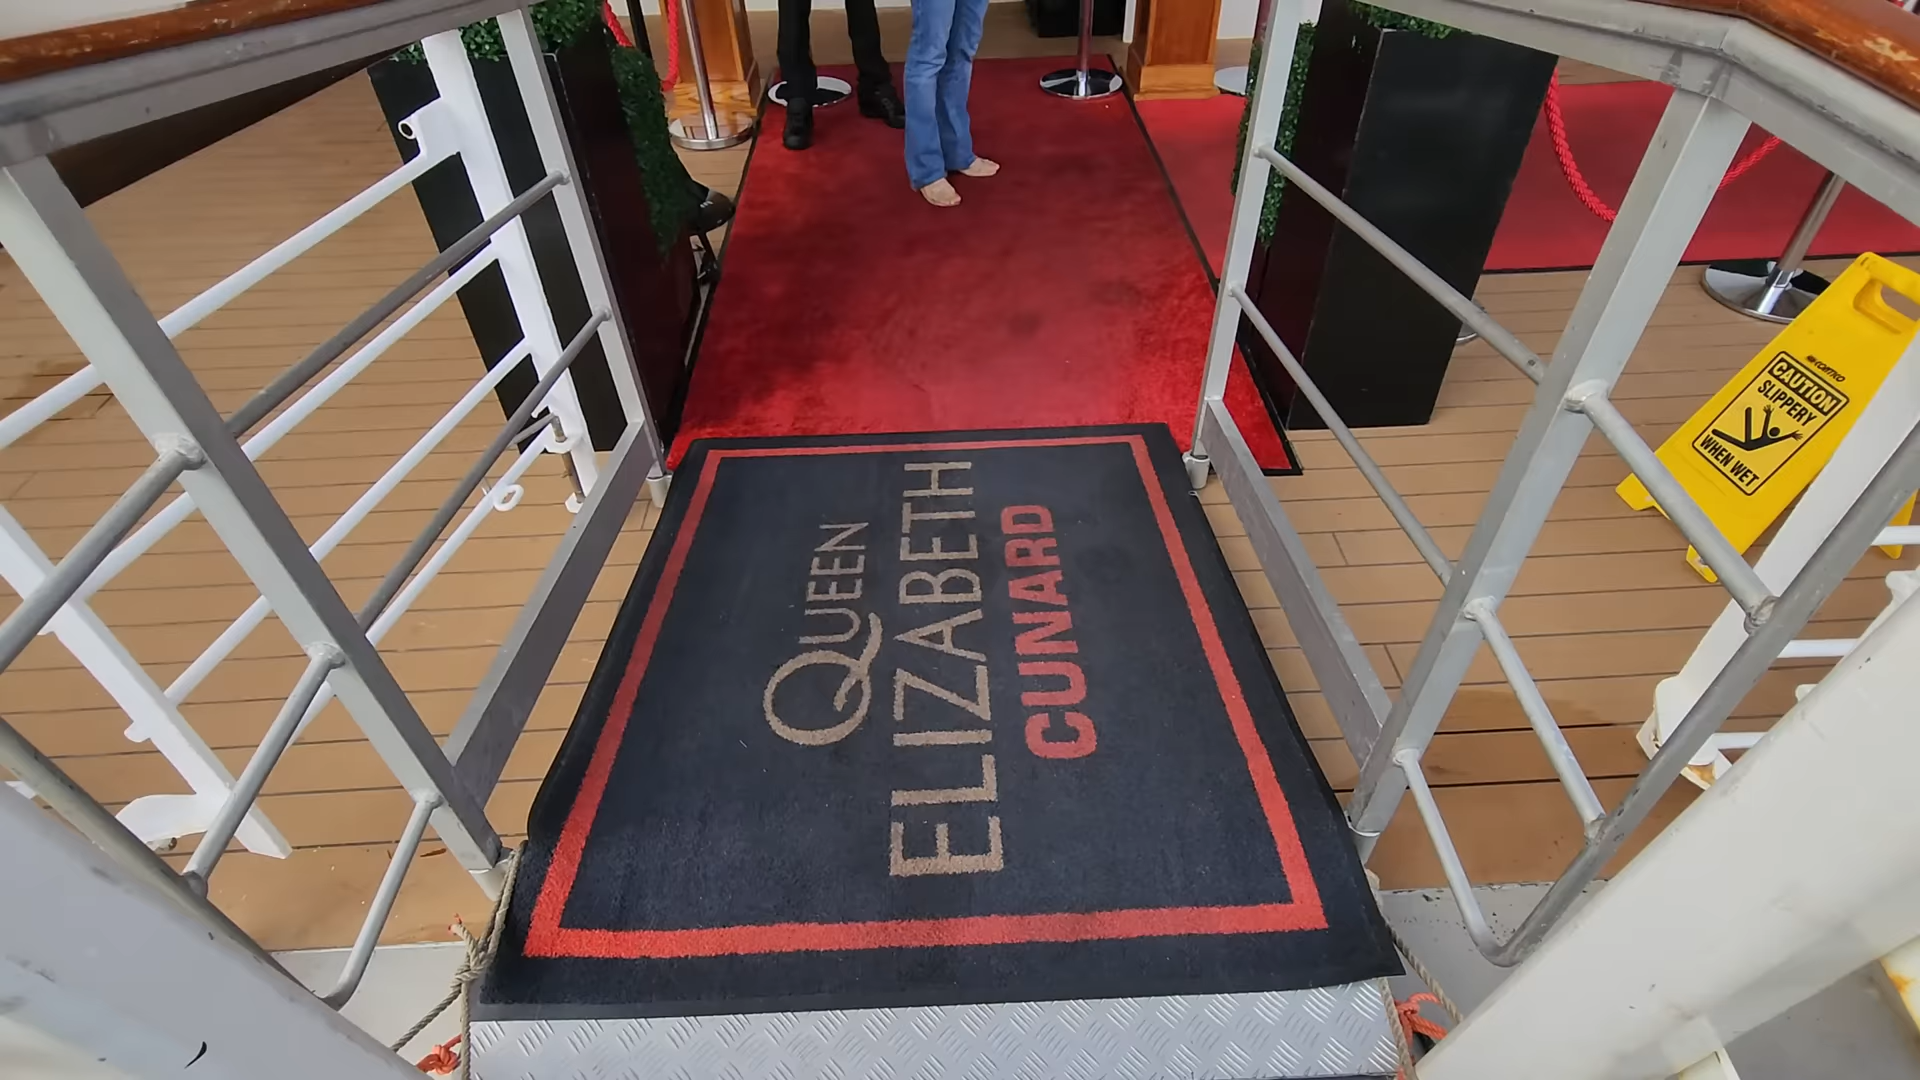 QUEEN
ELIZABETH
CUNARD
CAUTION
SLIPPERY
WHEN WET